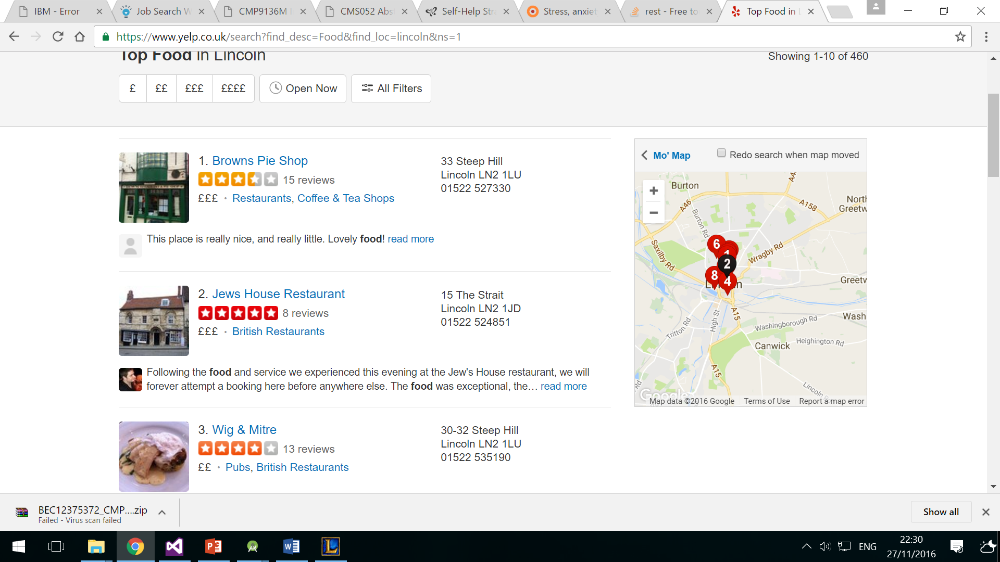 IBM - Error
Job Search W
CMP9136M
CMS052 Abs
Self-Help Stra
Stress, anxiet
rest - Free to
Top Food in L
https://www.yelp.co.uk/search?find_desc=Food&find_loc=lincoln&ns=1
Top Food in Lincoln
Showing 1-10 of 460
£ ££ £££ ££££ Open Now All Filters
1. Browns Pie Shop
15 reviews
£££ • Restaurants, Coffee & Tea Shops
33 Steep Hill
Lincoln LN2 1LU
01522 527330
This place is really nice, and really little. Lovely food! read more
2. Jews House Restaurant
8 reviews
£££ • British Restaurants
15 The Strait
Lincoln LN2 1JD
01522 524851
Following the food and service we experienced this evening at the Jew's House restaurant, we will
forever attempt a booking here before anywhere else. The food was exceptional, the… read more
3. Wig & Mitre
13 reviews
££ • Pubs, British Restaurants
30-32 Steep Hill
Lincoln LN2 1LU
01522 535190
Mo' Map
Redo search when map moved
+
−
Burton
A46
A46
A158
North
Greetw
Burton Rd
Saxilby Rd
Wragby Rd
6
1
2
8
4
Greetw
High St
A15
Wash
Washingborough Rd
Tritton Rd
Canwick
Heighington Rd
A15
Lincoln
Rd
Google
Map data ©2016 Google
Terms of Use
Report a map error
BEC12375372_CMP....zip
Failed - Virus scan failed
Show all
ENG
22:30
27/11/2016